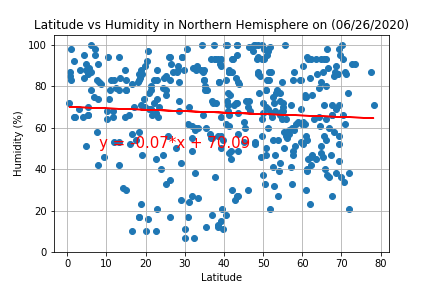 Latitude vs Humidity in Northern Hemisphere on (06/26/2020)
100
80
60
40
20
0
Humidity (%)
y = -0.07*x + 70.09
0 10 20 30 40 50 60 70 80
Latitude